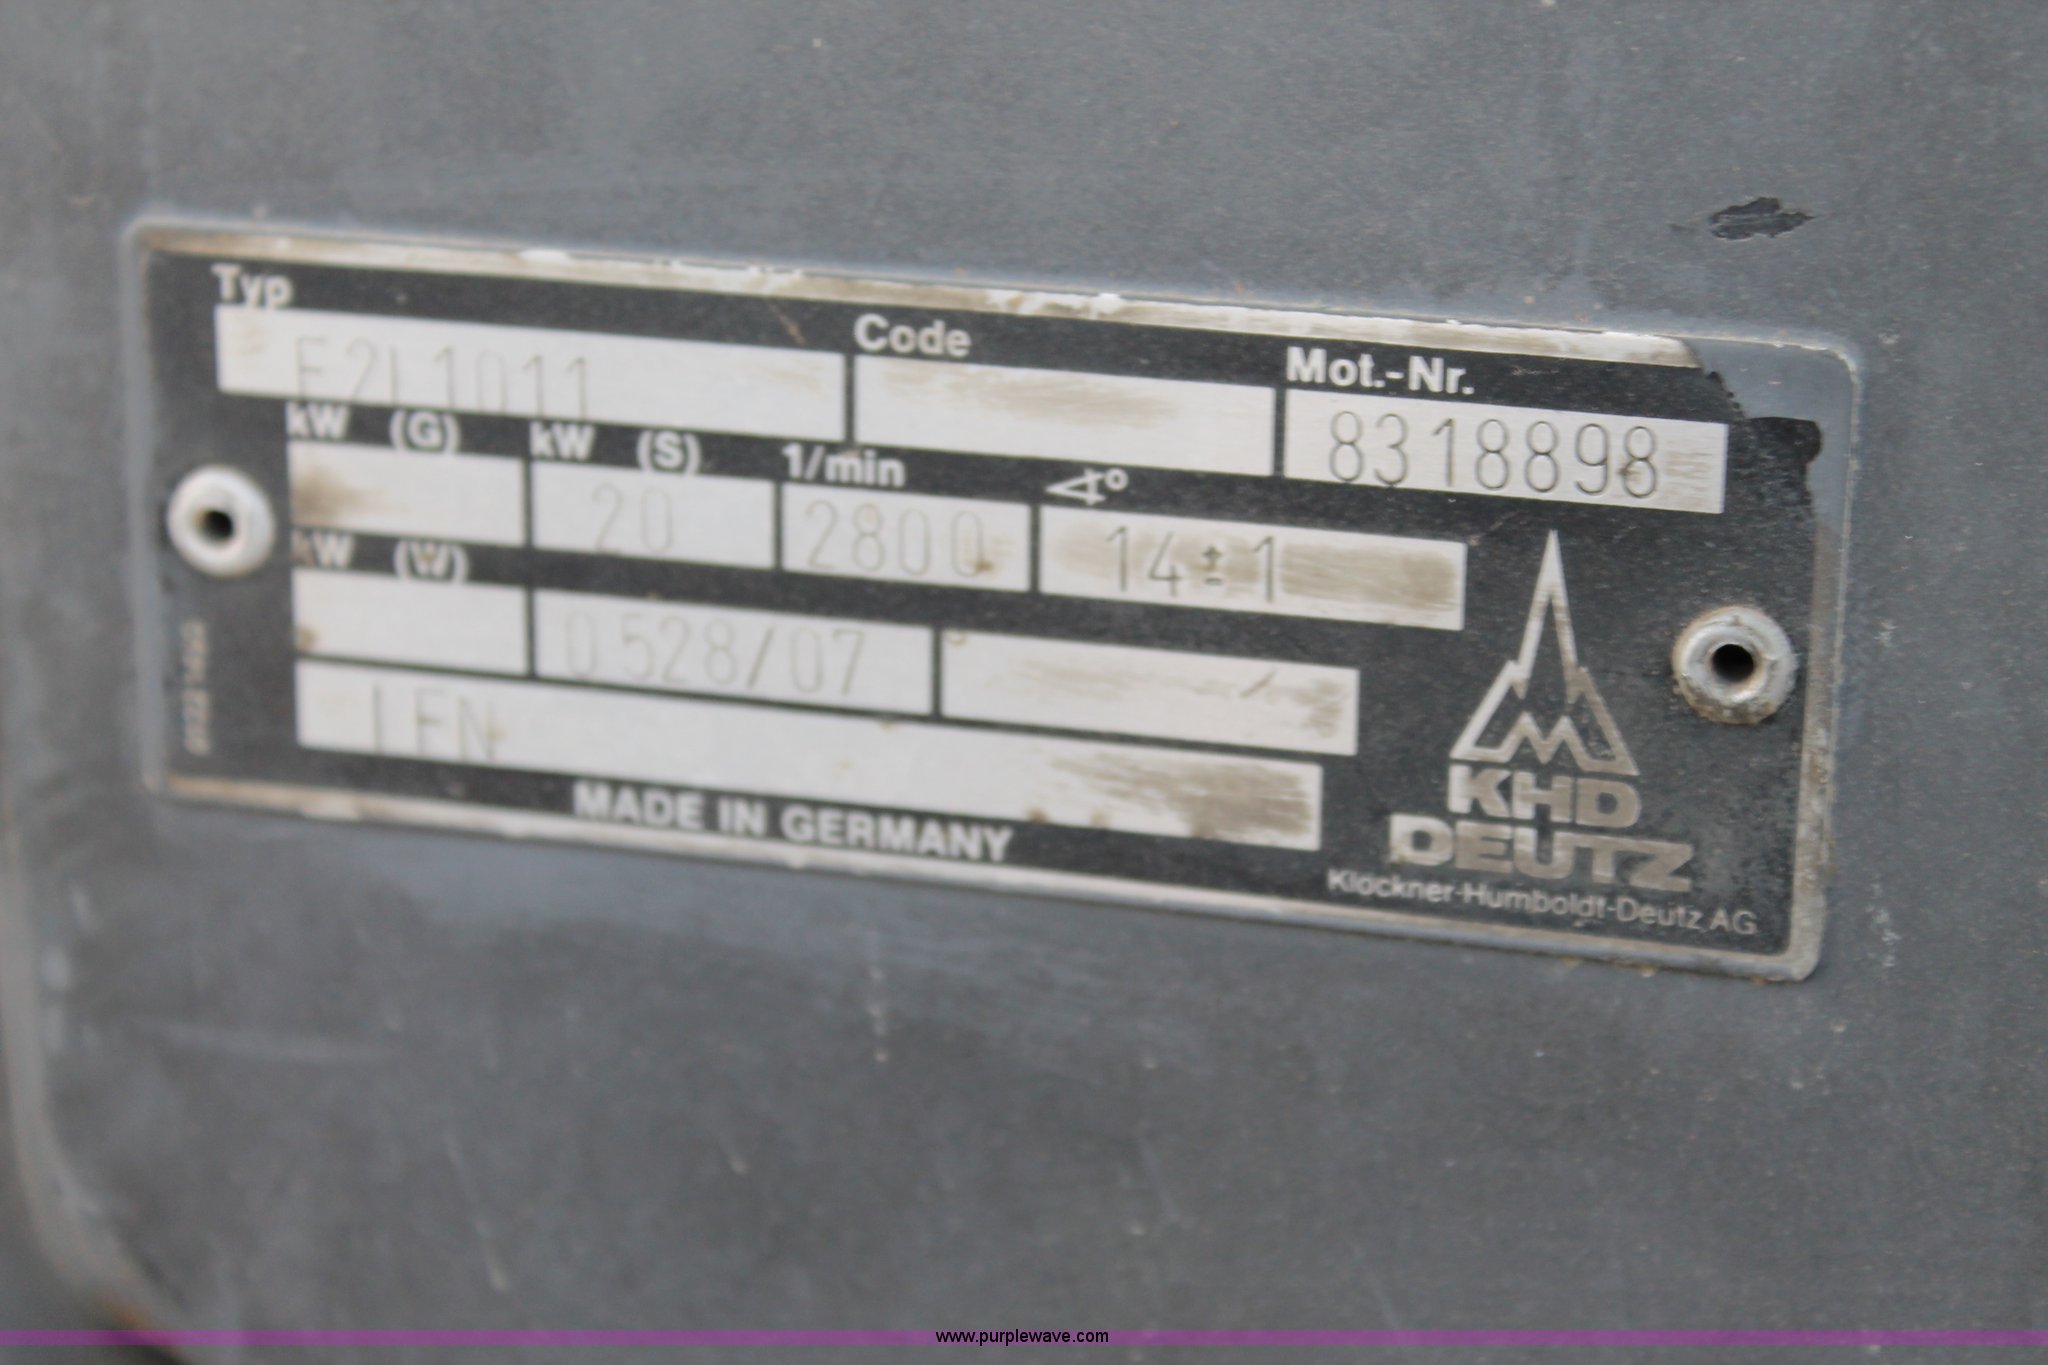 Typ
Code
Mot.-Nr.
F2L1011
8318898
kW (G)
kW (S)
1/min
∢°
20
2800
14±1
kW (W)
0528/07
/
LEN
MADE IN GERMANY
KHD
DEUTZ
Klöckner-Humboldt-Deutz AG
www.purplewave.com